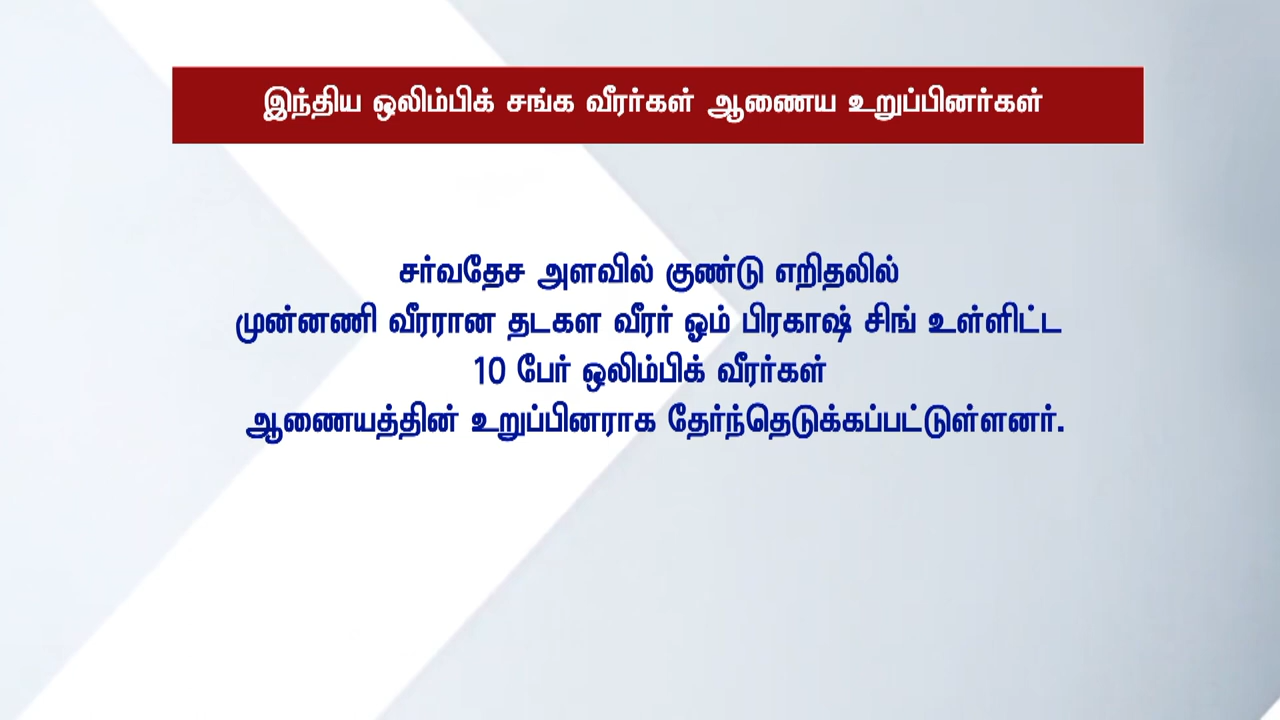 இந்திய ஒலிம்பிக் சங்க வீரர்கள் ஆணைய உறுப்பினர்கள்
சர்வதேச அளவில் குண்டு எறிதலில்
முன்னணி வீரரான தடகள வீரர் ஓம் பிரகாஷ் சிங் உள்ளிட்ட
10 பேர் ஒலிம்பிக் வீரர்கள்
ஆணையத்தின் உறுப்பினராக தேர்ந்தெடுக்கப்பட்டுள்ளனர்.